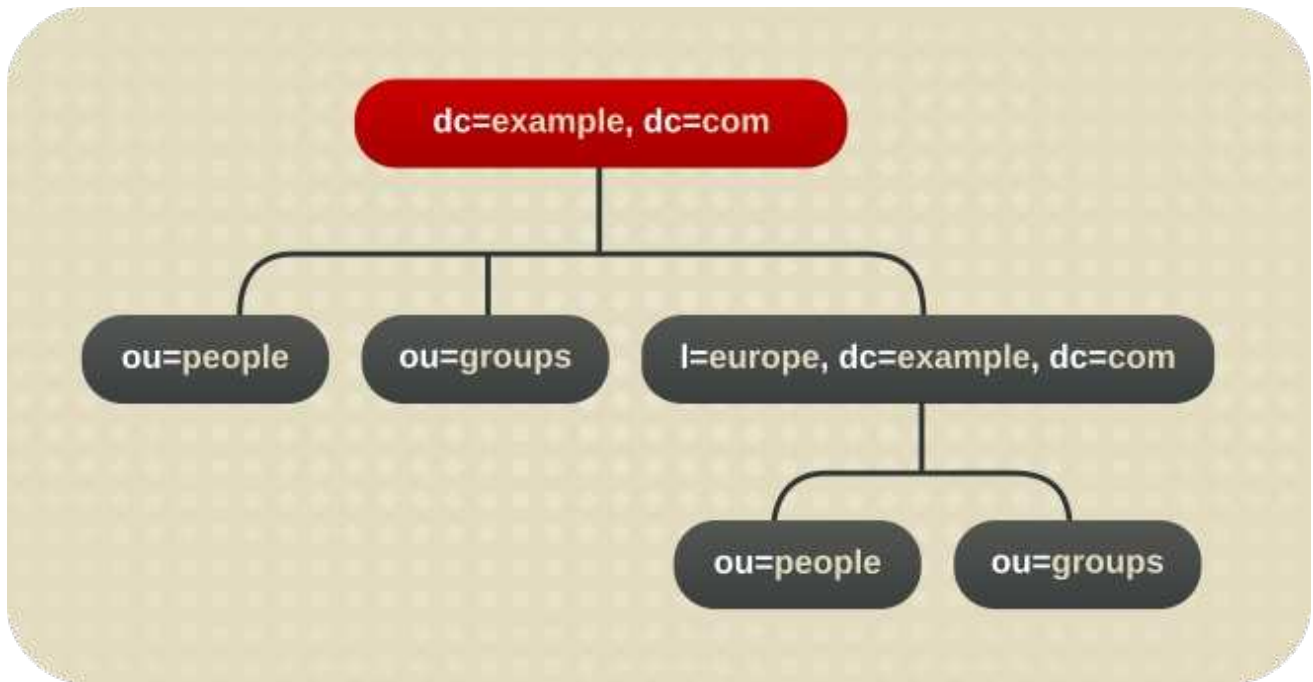 dc=example, dc=com
ou=people
ou=groups
l=europe, dc=example, dc=com
ou=people
ou=groups